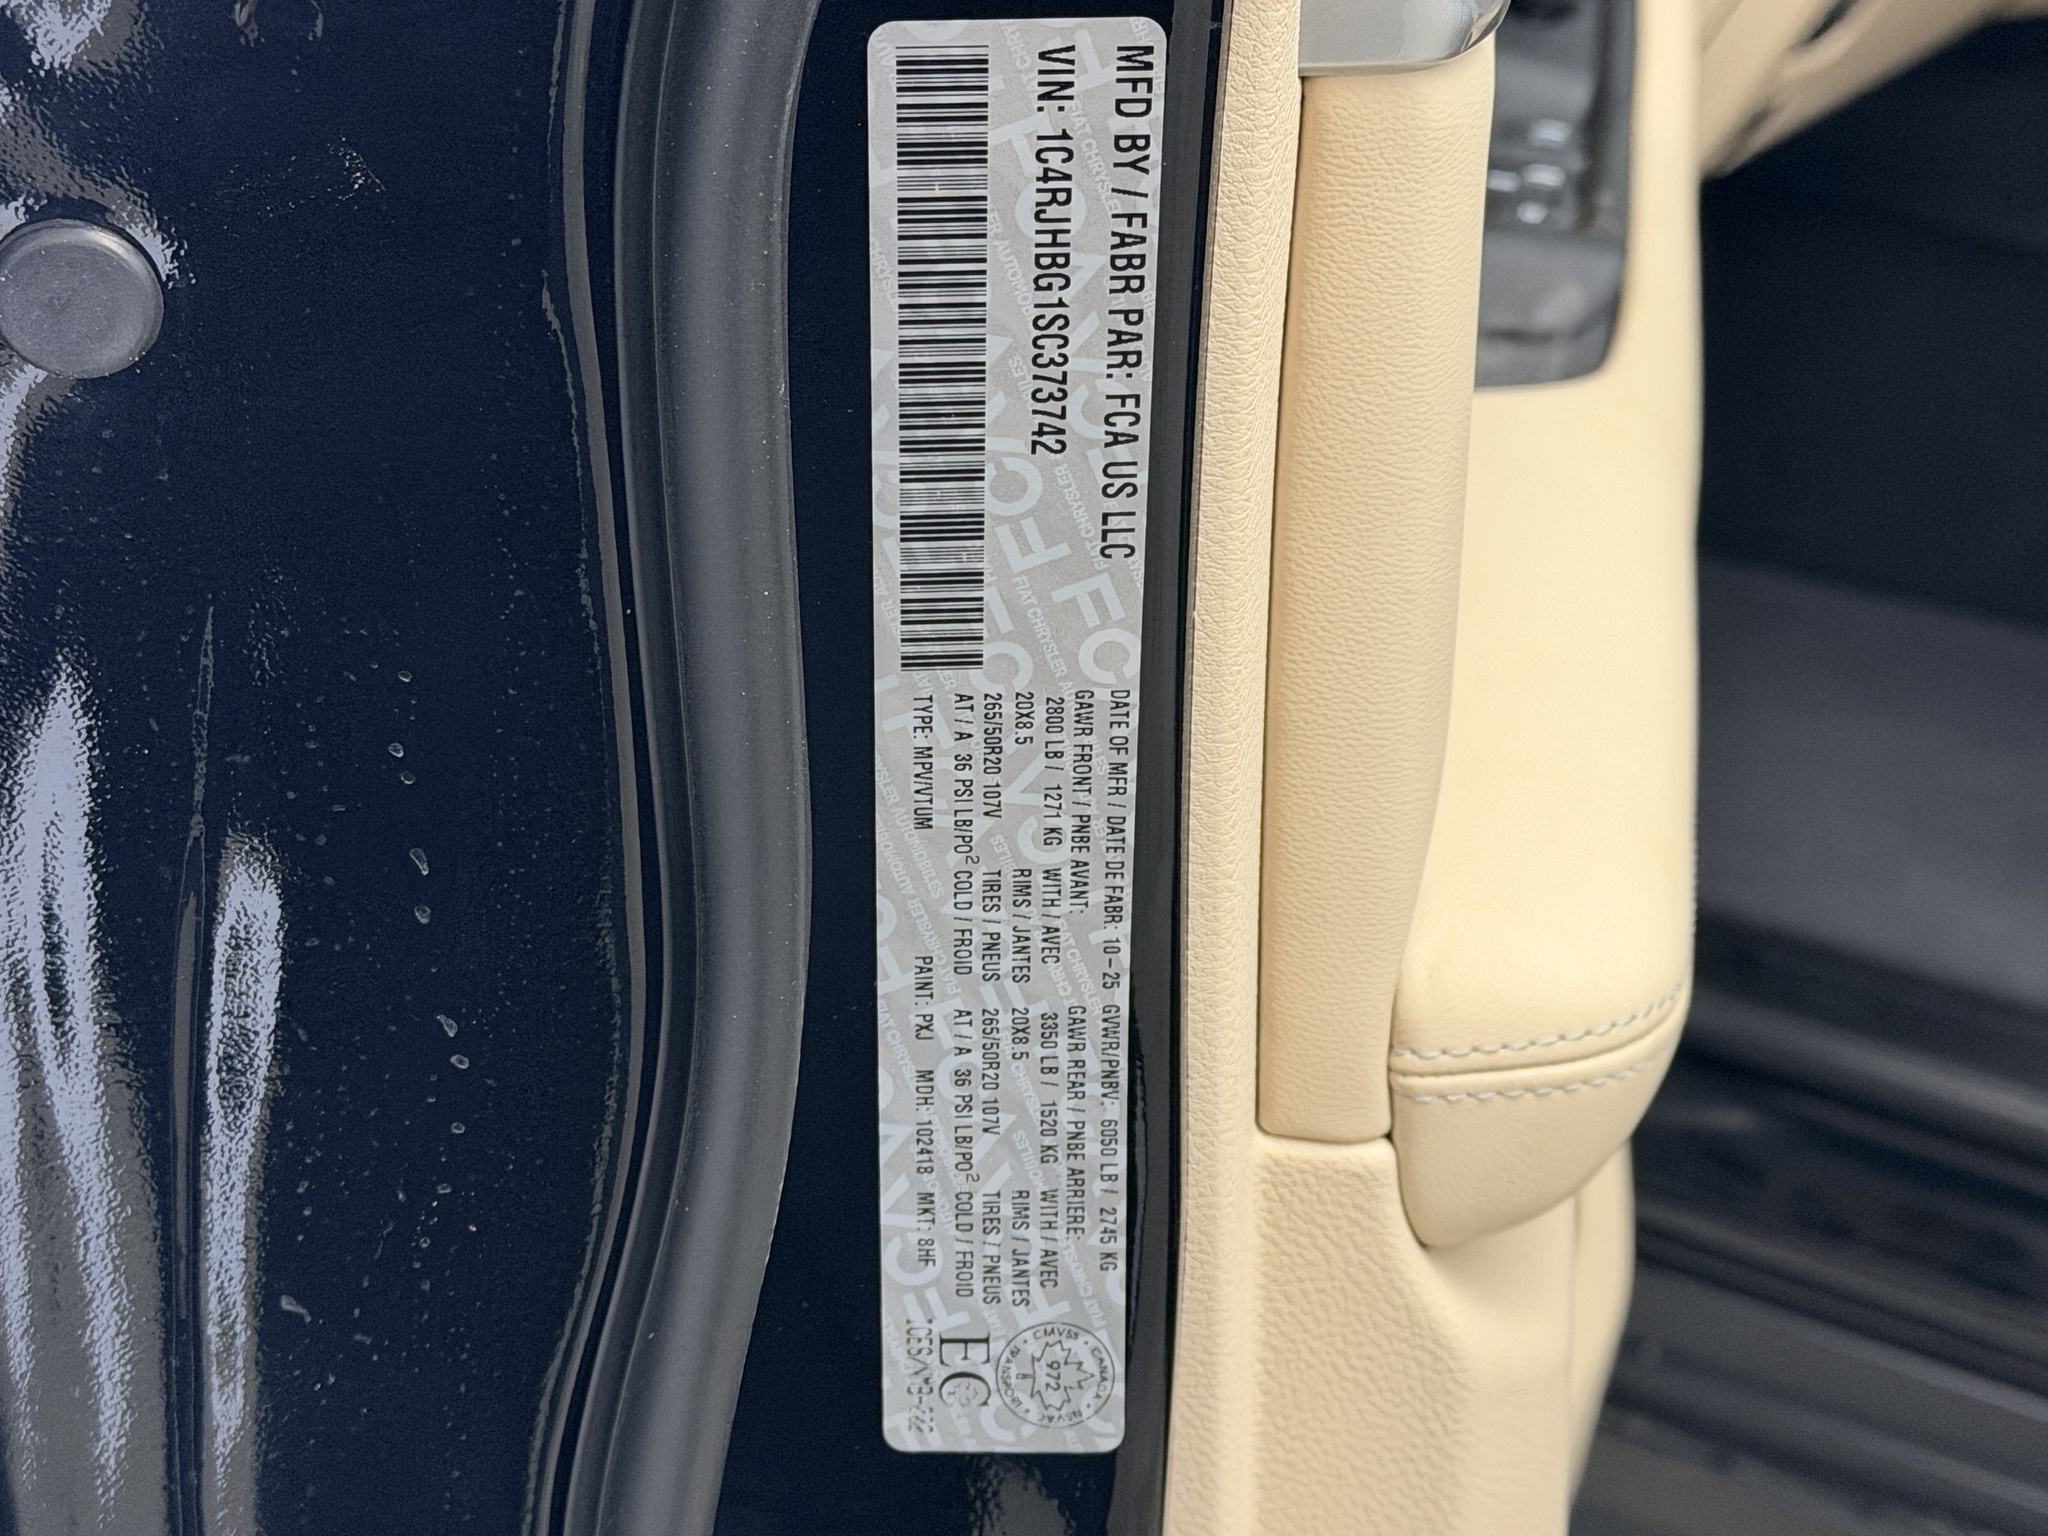 MFD BY / FABR PAR: FCA US LLC
VIN: 1C4RJHBG1SC373742
DATE OF MFR / DATE DE FABR: 10-25 GVWR/PNBV: 6050 LB / 2745 KG
GAWR FRONT / PNBE AVANT: GAWR REAR / PNBE ARRIERE:
2800 LB / 1271 KG WITH / AVEC 3350 LB / 1520 KG WITH / AVEC
20X8.5 RIMS / JANTES 20X8.5 RIMS / JANTES
265/50R20 107V TIRES / PNEUS 265/50R20 107V TIRES / PNEUS
AT / A 36 PSI LB/PO² COLD / FROID AT / A 36 PSI LB/PO² COLD / FROID
TYPE: MPV/VTUM PAINT: PXJ MDH: 102418 MKT: 8HF
CMVSS
CANADA
972
EC